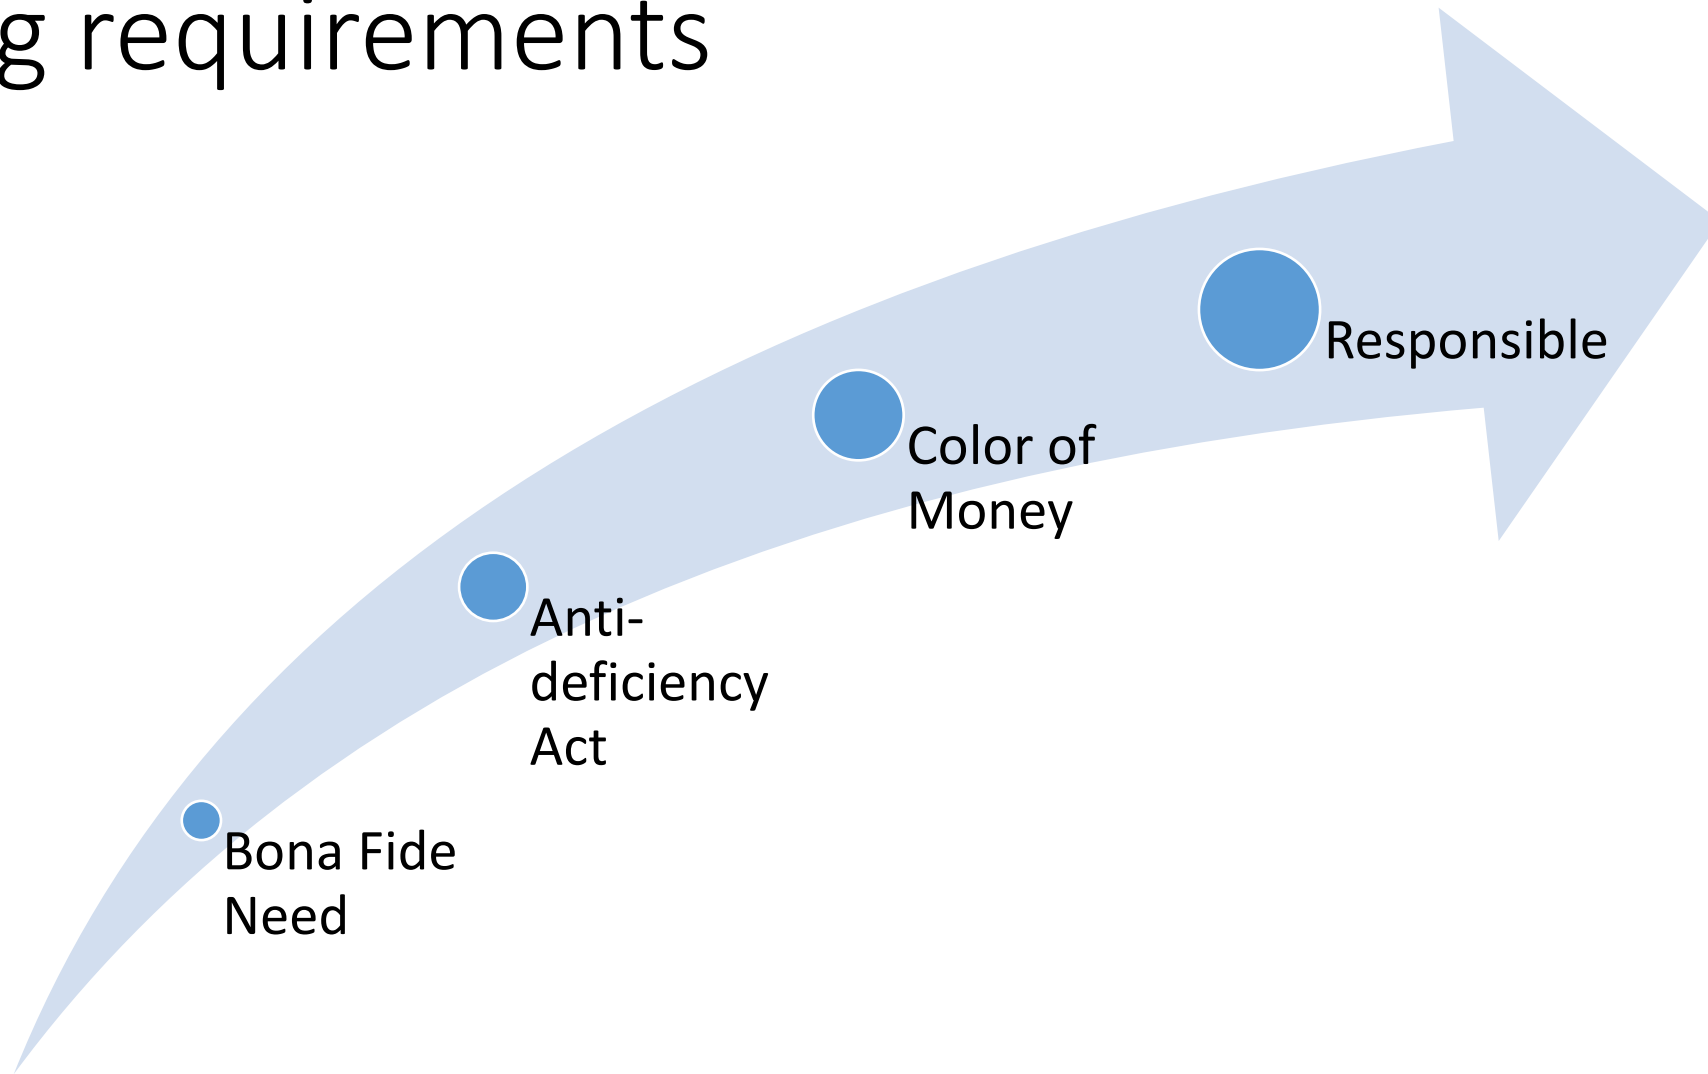 g requirements
Responsible
Color of
Money
Anti-
deficiency
Act
Bona Fide
Need